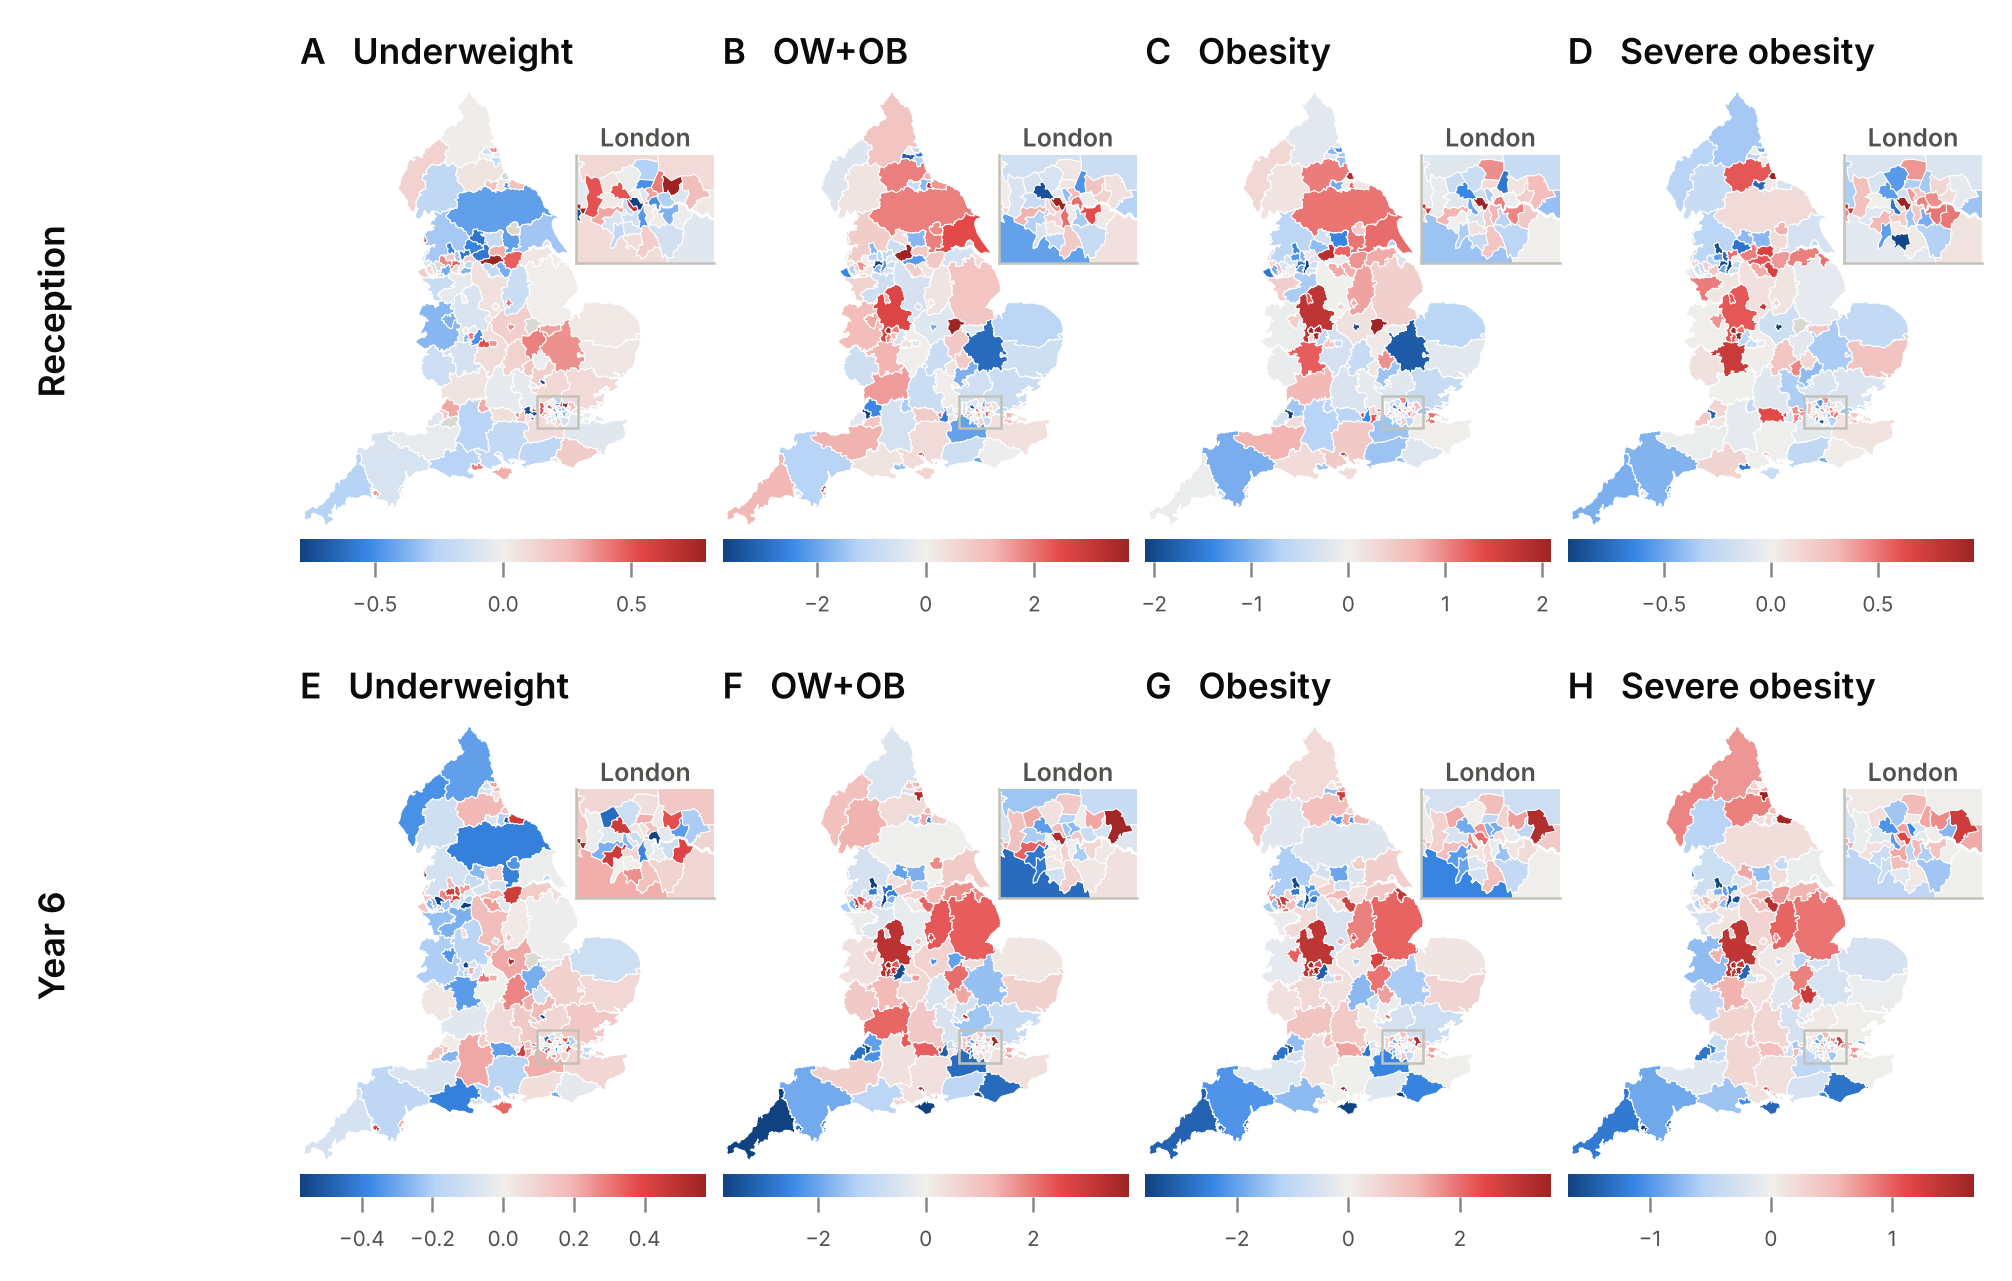 A Underweight
B OW+OB
C Obesity
D Severe obesity
London
London
London
London
Reception
−0.5 0.0 0.5
−2 0 2
−2 −1 0 1 2
−0.5 0.0 0.5
E Underweight
F OW+OB
G Obesity
H Severe obesity
London
London
London
London
Year 6
−0.4 −0.2 0.0 0.2 0.4
−2 0 2
−2 0 2
−1 0 1